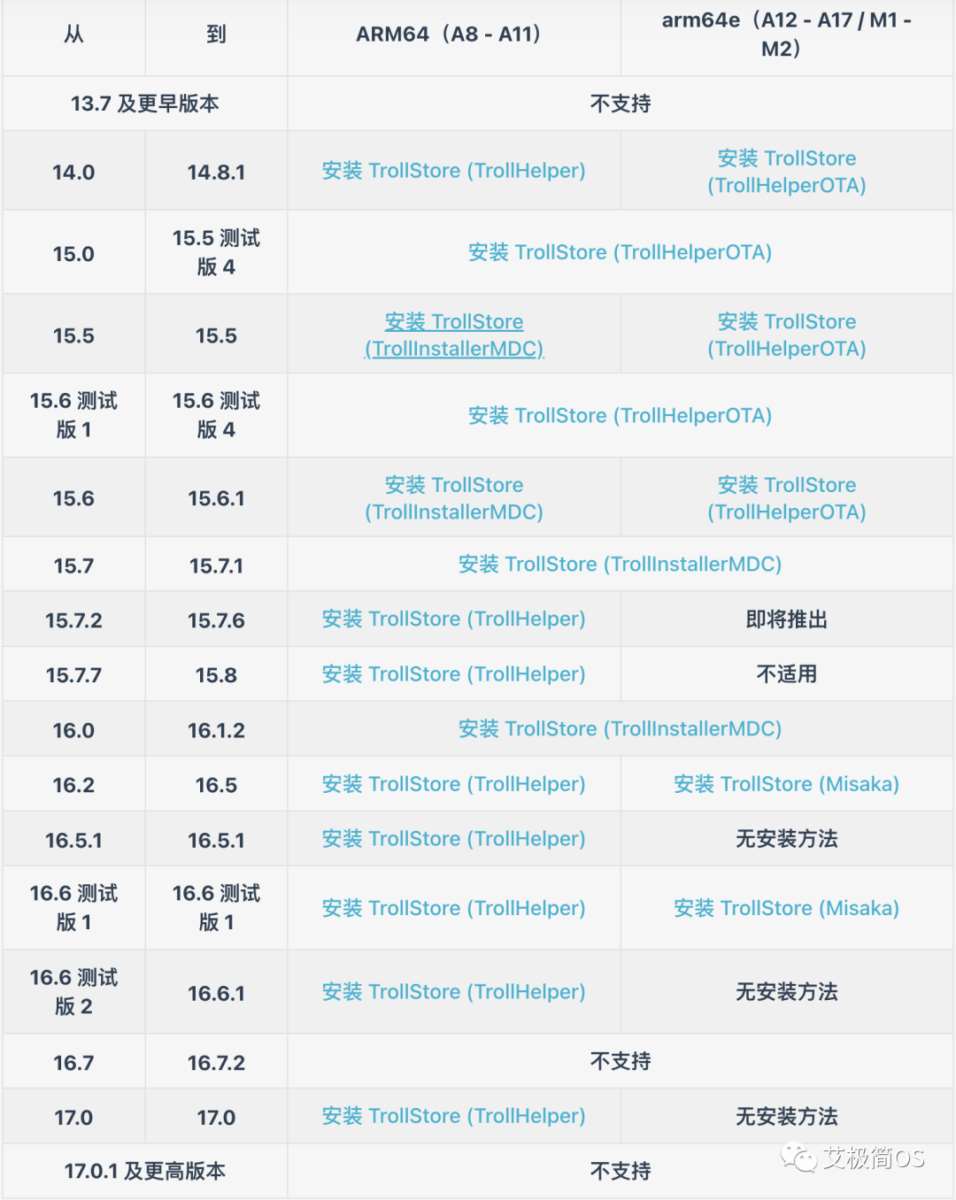 从 到 ARM64（A8 - A11） arm64e（A12 - A17 / M1 -
M2）
13.7 及更早版本 不支持
14.0 14.8.1 安装 TrollStore (TrollHelper) 安装 TrollStore
(TrollHelperOTA)
15.0 15.5 测试
版 4 安装 TrollStore (TrollHelperOTA)
15.5 15.5 安装 TrollStore
(TrollInstallerMDC) 安装 TrollStore
(TrollHelperOTA)
15.6 测试
版 1 15.6 测试
版 4 安装 TrollStore (TrollHelperOTA)
15.6 15.6.1 安装 TrollStore
(TrollInstallerMDC) 安装 TrollStore
(TrollHelperOTA)
15.7 15.7.1 安装 TrollStore (TrollInstallerMDC)
15.7.2 15.7.6 安装 TrollStore (TrollHelper) 即将推出
15.7.7 15.8 安装 TrollStore (TrollHelper) 不适用
16.0 16.1.2 安装 TrollStore (TrollInstallerMDC)
16.2 16.5 安装 TrollStore (TrollHelper) 安装 TrollStore (Misaka)
16.5.1 16.5.1 安装 TrollStore (TrollHelper) 无安装方法
16.6 测试
版 1 16.6 测试
版 1 安装 TrollStore (TrollHelper) 安装 TrollStore (Misaka)
16.6 测试
版 2 16.6.1 安装 TrollStore (TrollHelper) 无安装方法
16.7 16.7.2 不支持
17.0 17.0 安装 TrollStore (TrollHelper) 无安装方法
17.0.1 及更高版本 不支持
艾极简OS